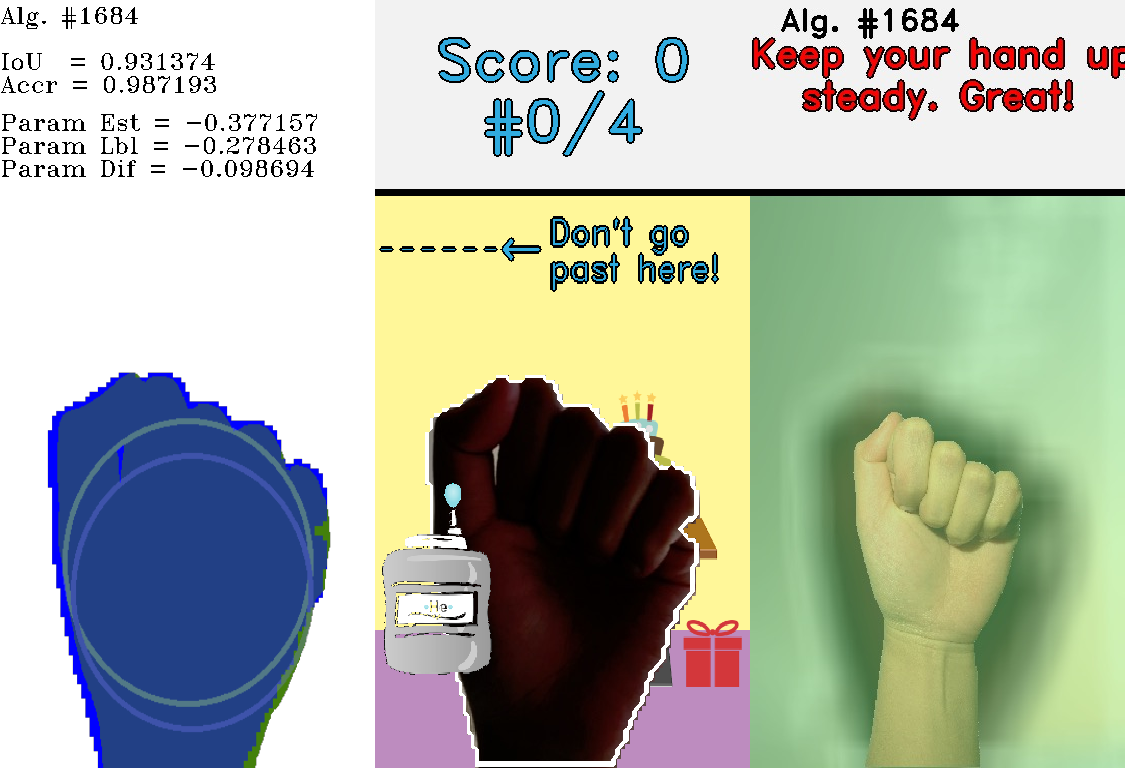 Alg. #1684
IoU = 0.931374
Accr = 0.987193
Param Est = −0.377157
Param Lbl = −0.278463
Param Dif = −0.098694
Score: 0
#0/4
Alg. #1684
Keep your hand up
steady. Great!
Don't go
past here!